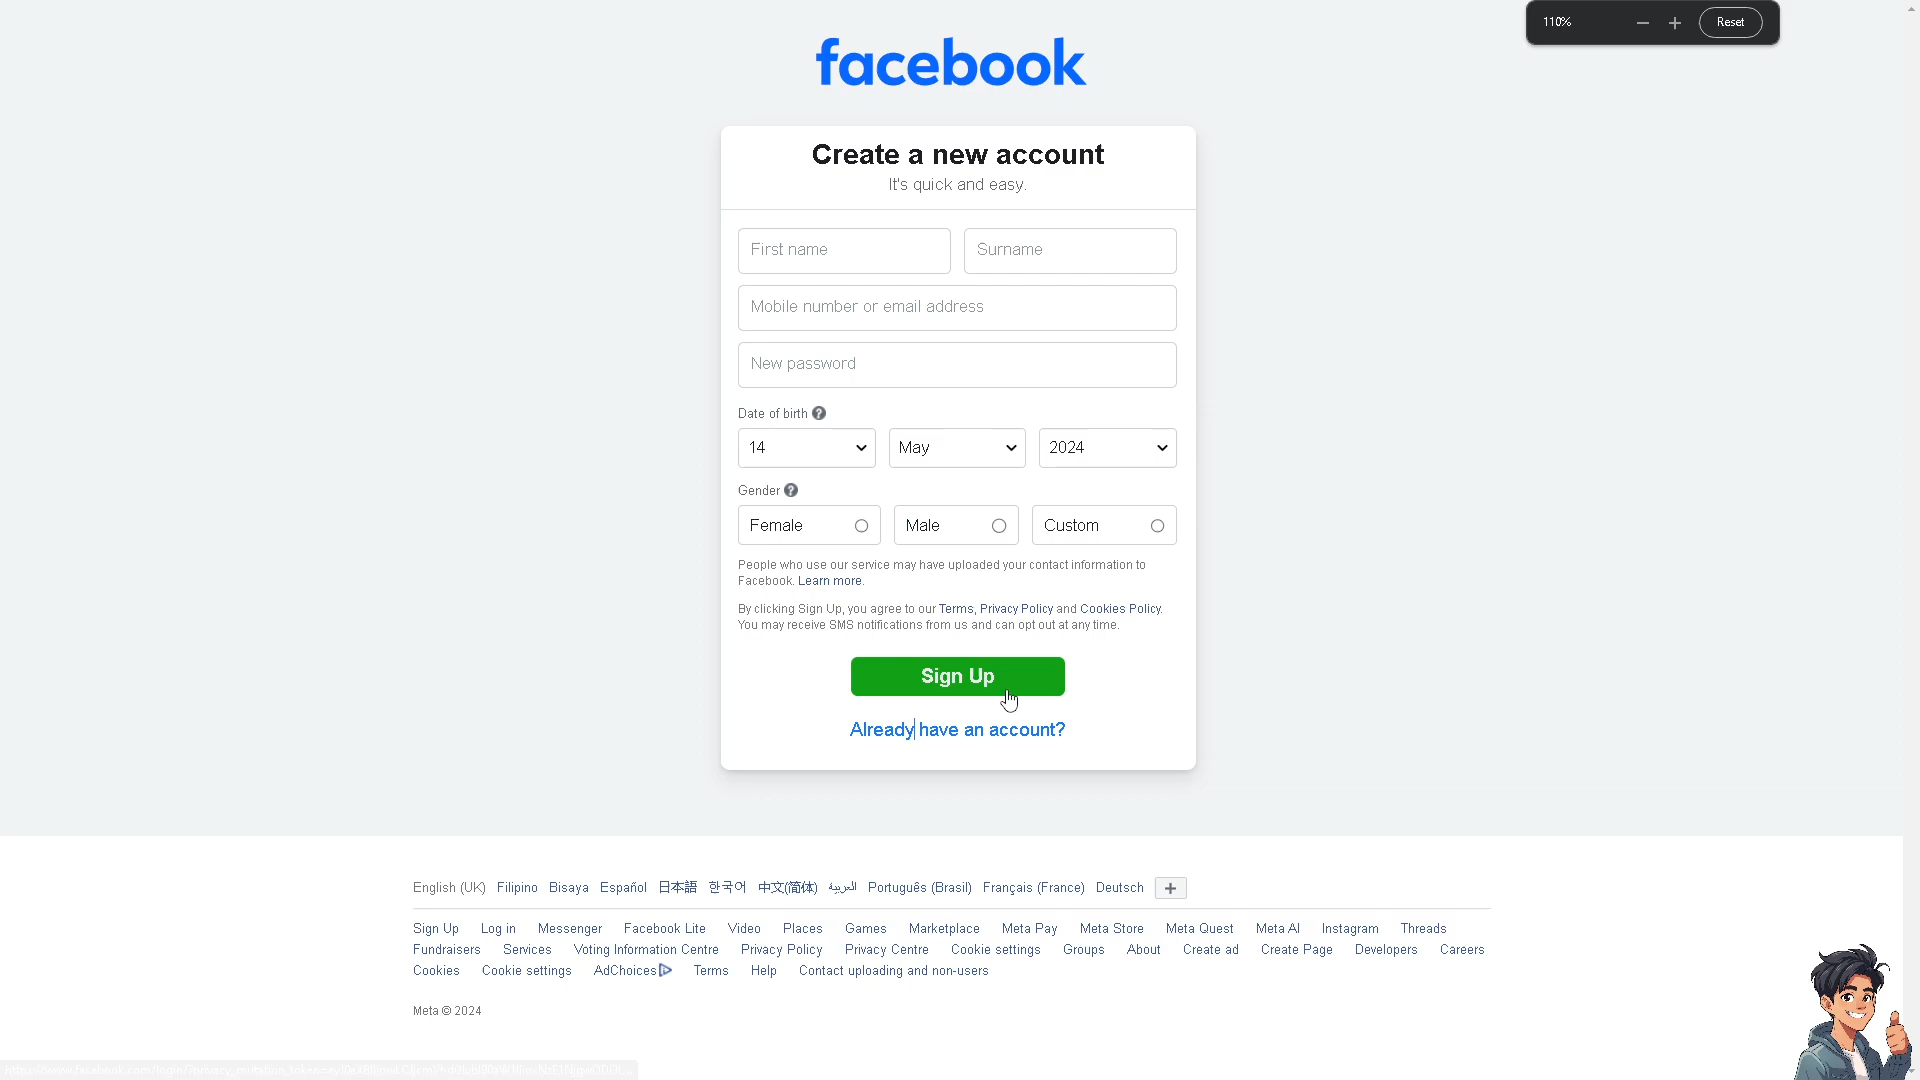 110% Reset
facebook
Create a new account
It's quick and easy.
First name Surname
Mobile number or email address
New password
Date of birth ?
14 May 2024
Gender ?
Female Male Custom
People who use our service may have uploaded your contact information to
Facebook. Learn more.
By clicking Sign Up, you agree to our Terms, Privacy Policy and Cookies Policy.
You may receive SMS notifications from us and can opt out at any time.
Sign Up
Already have an account?
English (UK) Filipino Bisaya Español 日本語 한국어 中文(简体) العربية Português (Brasil) Français (France) Deutsch +
Sign Up Log in Messenger Facebook Lite Video Places Games Marketplace Meta Pay Meta Store Meta Quest Meta AI Instagram Threads
Fundraisers Services Voting Information Centre Privacy Policy Privacy Centre Cookie settings Groups About Create ad Create Page Developers Careers
Cookies Cookie settings AdChoices Terms Help Contact uploading and non-users
Meta © 2024